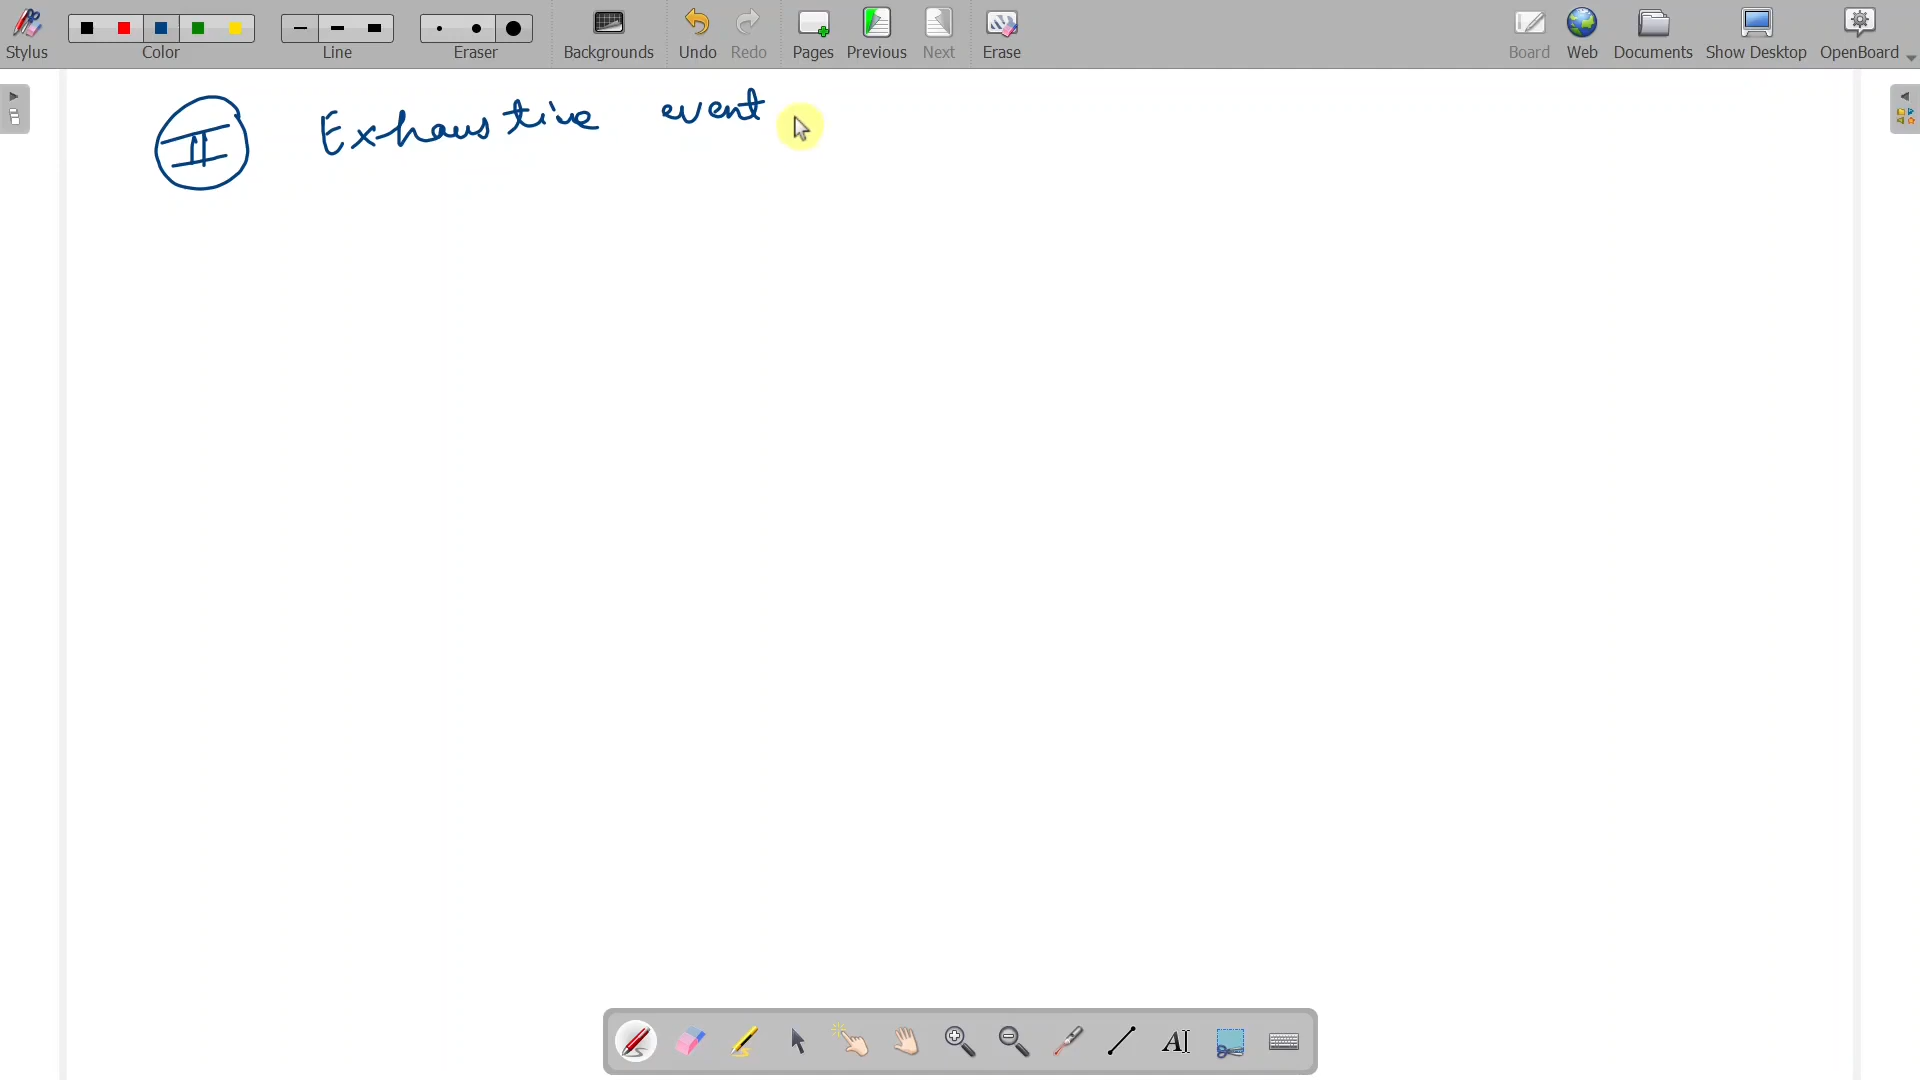 Stylus Color Line Eraser Backgrounds Undo Redo Pages Previous Next Erase Board Web Documents Show Desktop OpenBoard
II Exhaustive event
AI